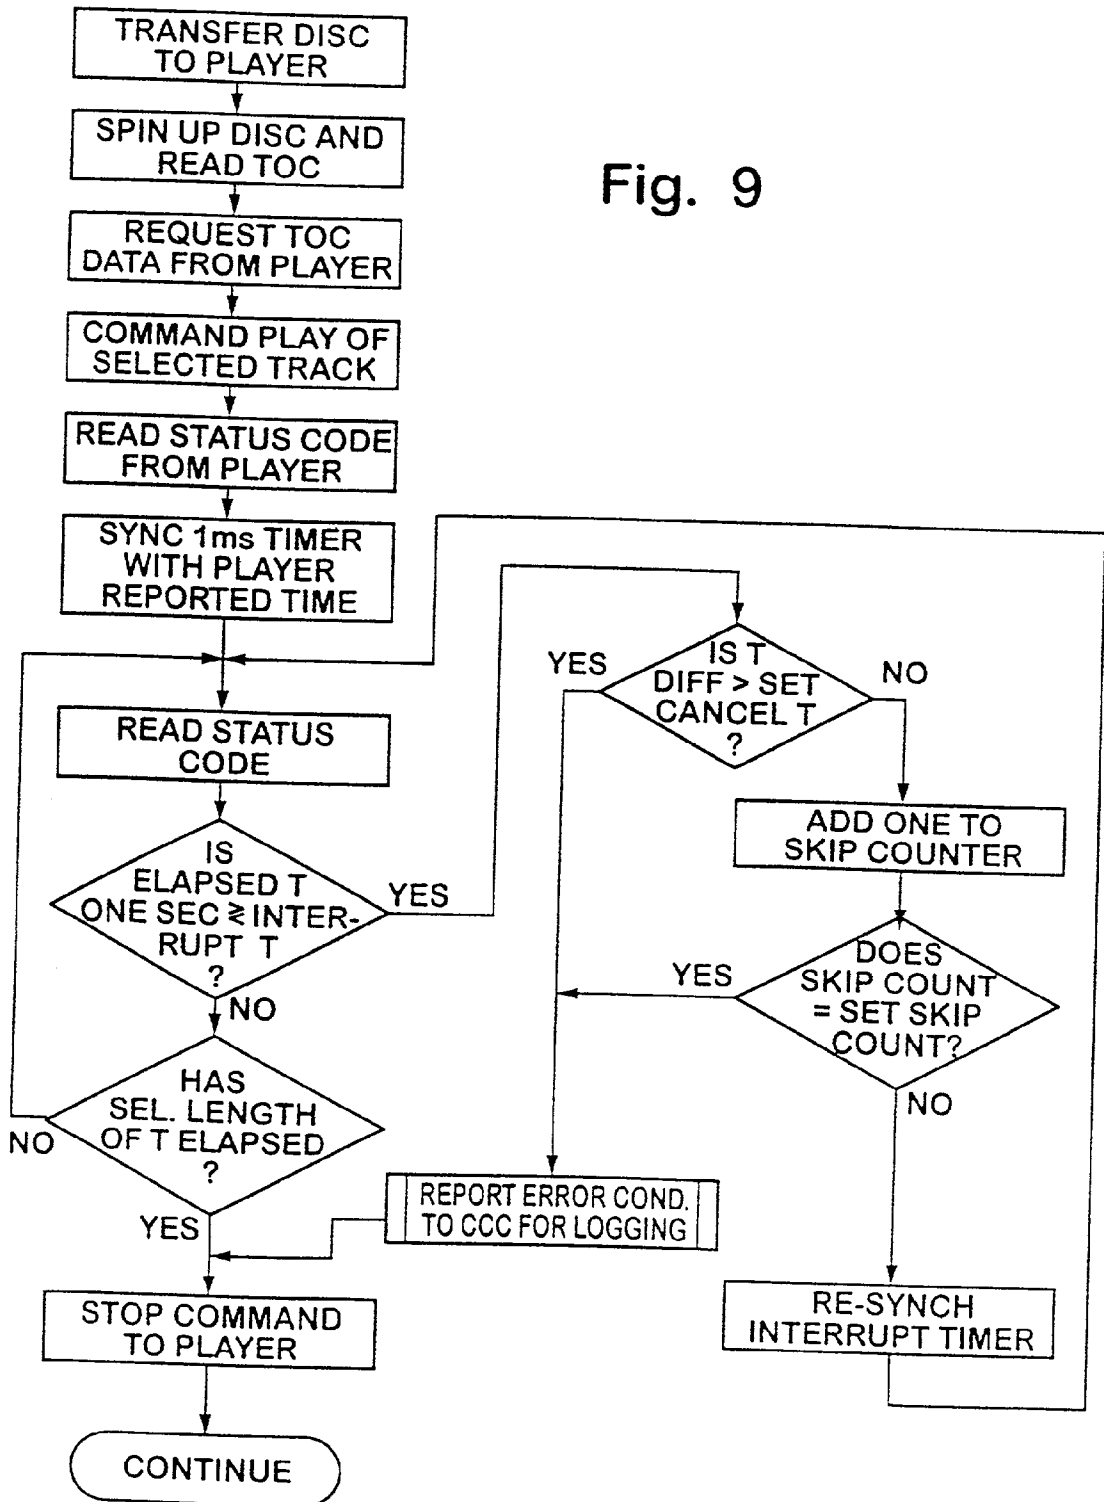 TRANSFER DISC
TO PLAYER
SPIN UP DISC AND
READ TOC
Fig. 9
REQUEST TOC
DATA FROM PLAYER
COMMAND PLAY OF
SELECTED TRACK
READ STATUS CODE
FROM PLAYER
SYNC 1ms TIMER
WITH PLAYER
REPORTED TIME
READ STATUS
CODE
IS
ELAPSED T
ONE SEC ≷ INTER-
RUPT T
?
YES
NO
HAS
SEL. LENGTH
OF T ELAPSED
?
NO
YES
IS T
DIFF > SET
CANCEL T
?
YES
NO
ADD ONE TO
SKIP COUNTER
DOES
SKIP COUNT
= SET SKIP
COUNT?
YES
NO
REPORT ERROR COND.
TO CCC FOR LOGGING
RE-SYNCH
INTERRUPT TIMER
STOP COMMAND
TO PLAYER
CONTINUE